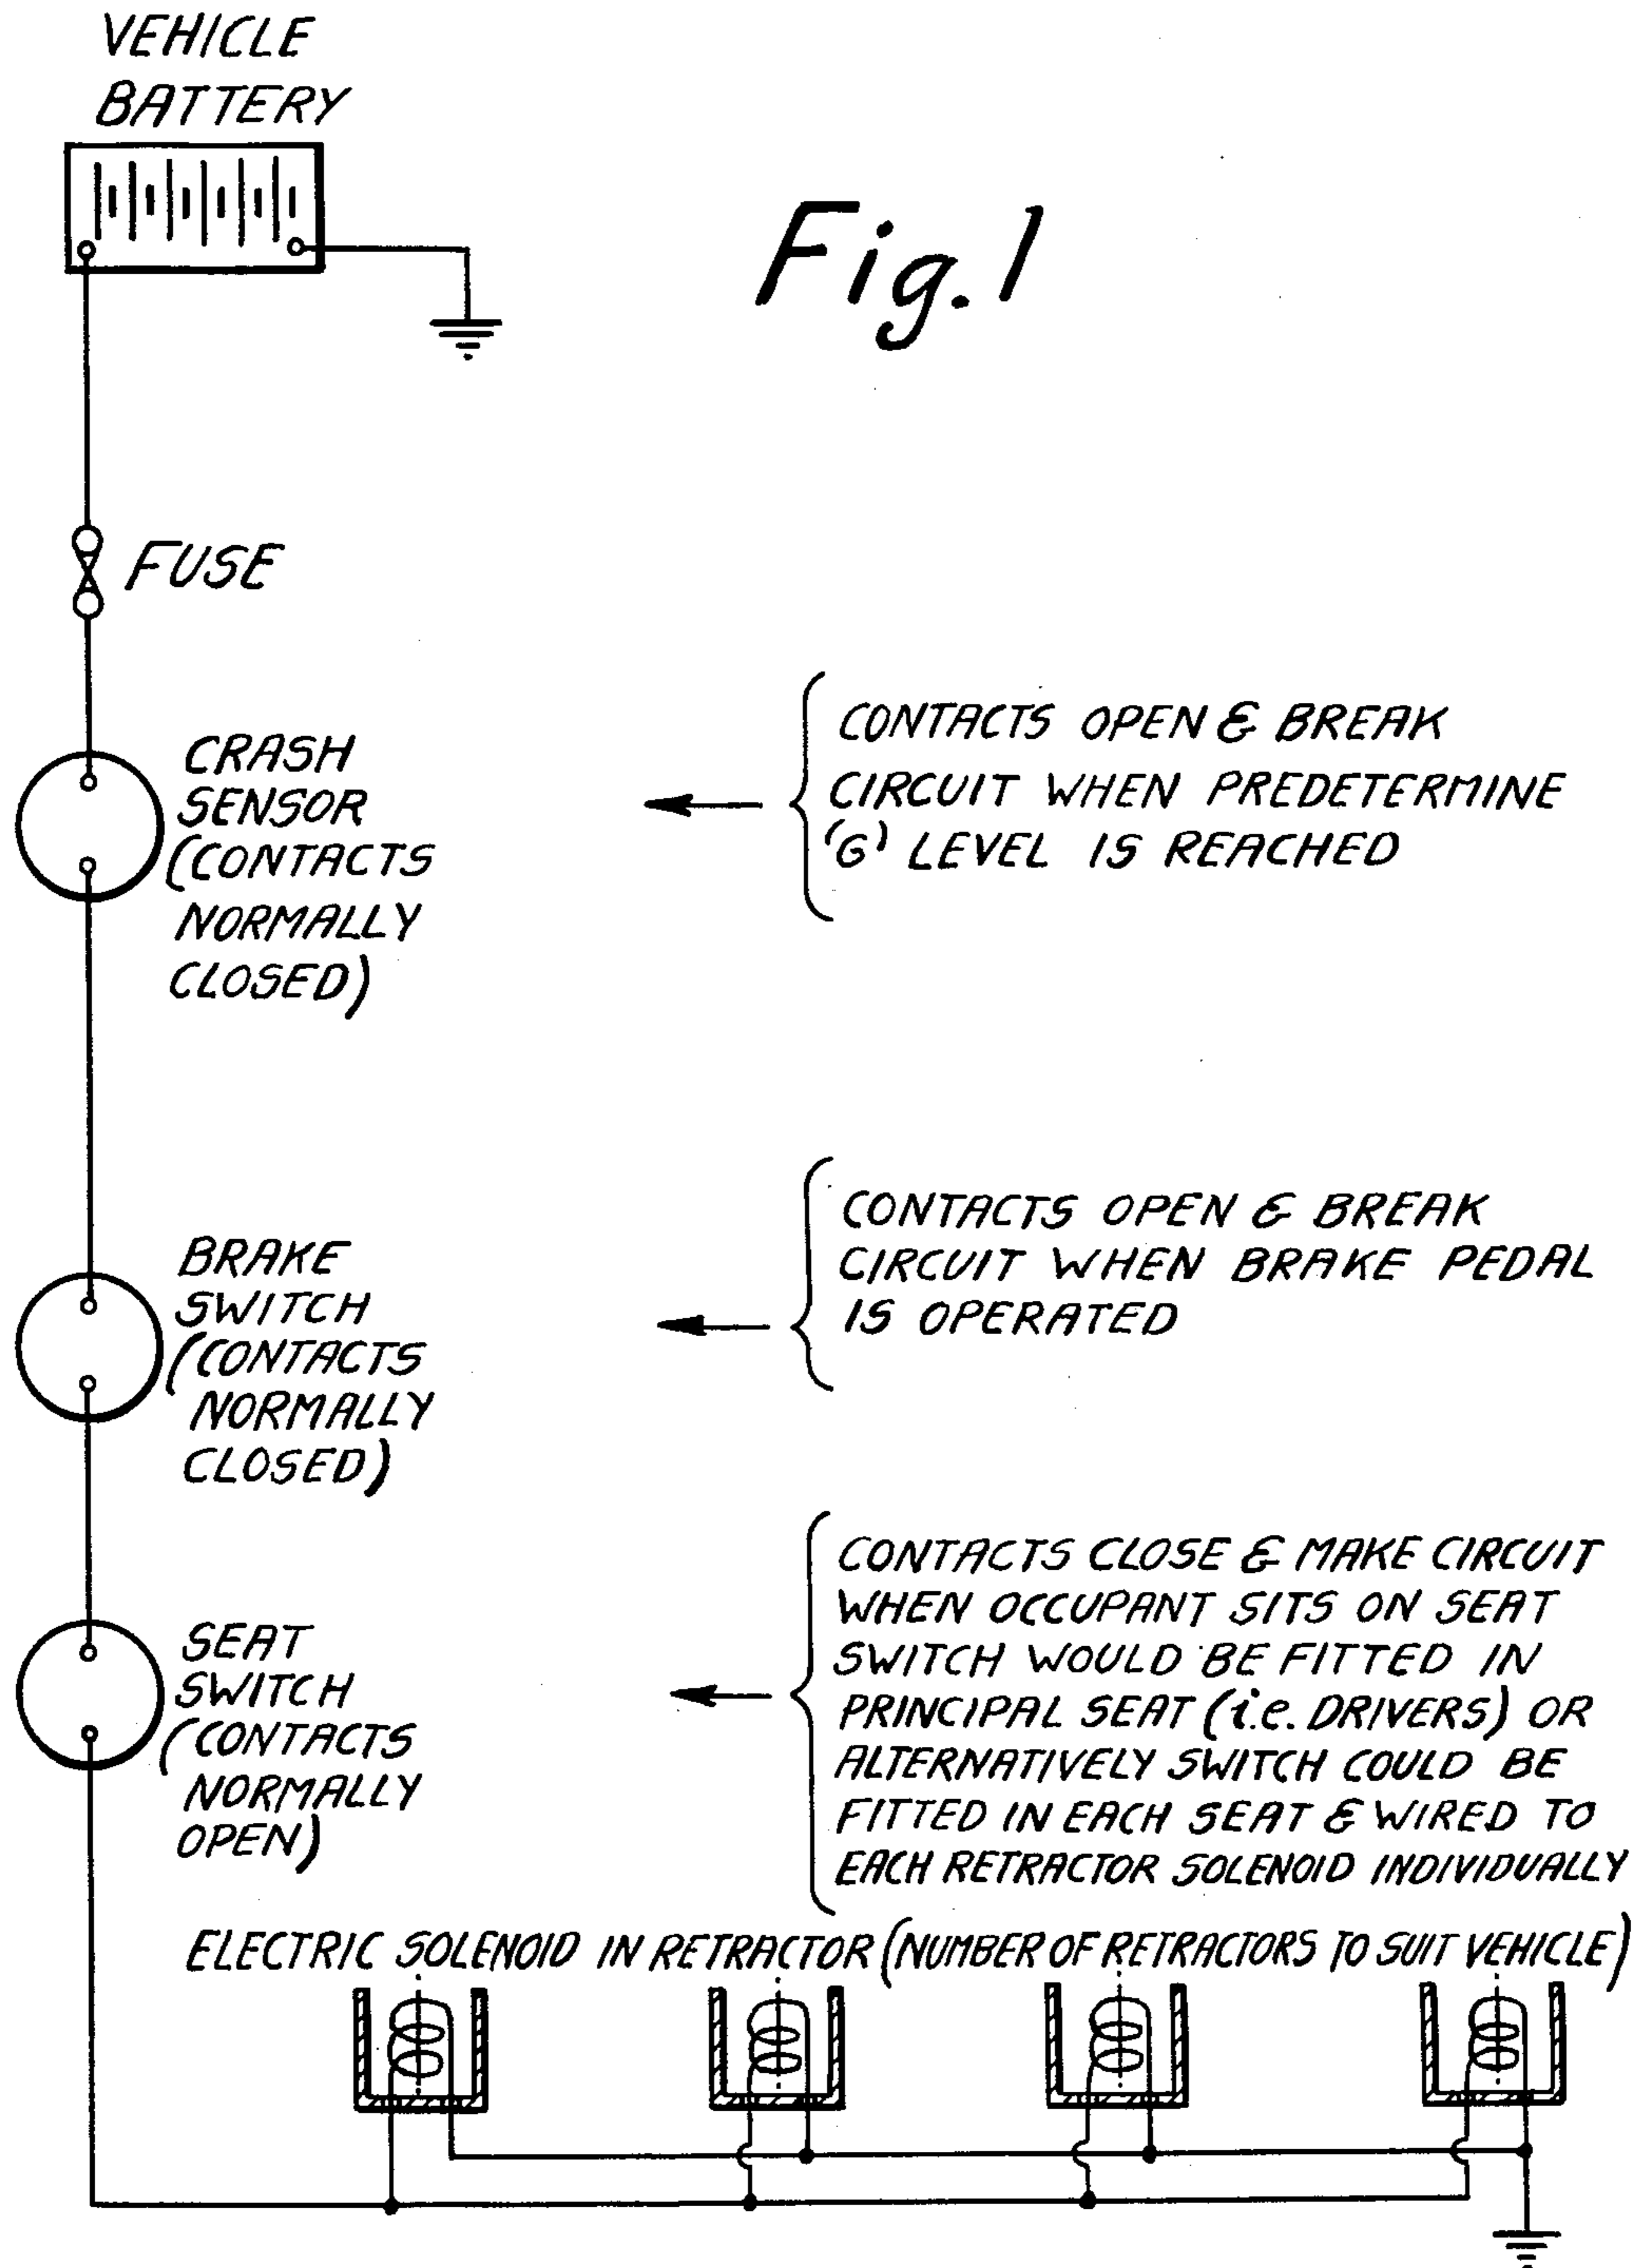 VEHICLE
BATTERY
Fig. 1
FUSE
CRASH
SENSOR
(CONTACTS
NORMALLY
CLOSED)
CONTACTS OPEN & BREAK
CIRCUIT WHEN PREDETERMINE
'G' LEVEL IS REACHED
BRAKE
SWITCH
(CONTACTS
NORMALLY
CLOSED)
CONTACTS OPEN & BREAK
CIRCUIT WHEN BRAKE PEDAL
IS OPERATED
SEAT
SWITCH
(CONTACTS
NORMALLY
OPEN)
CONTACTS CLOSE & MAKE CIRCUIT
WHEN OCCUPANT SITS ON SEAT
SWITCH WOULD BE FITTED IN
PRINCIPAL SEAT (i.e. DRIVERS) OR
ALTERNATIVELY SWITCH COULD BE
FITTED IN EACH SEAT & WIRED TO
EACH RETRACTOR SOLENOID INDIVIDUALLY
ELECTRIC SOLENOID IN RETRACTOR (NUMBER OF RETRACTORS TO SUIT VEHICLE)